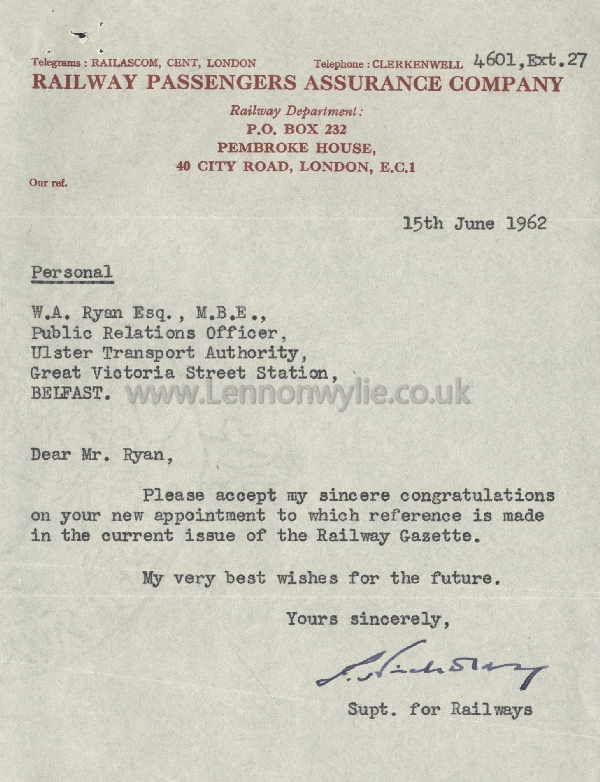 Telegrams : RAILASCOM, CENT, LONDON Telephone : CLERKENWELL 4601, Ext. 27
RAILWAY PASSENGERS ASSURANCE COMPANY
Railway Department:
P.O. BOX 232
PEMBROKE HOUSE,
40 CITY ROAD, LONDON, E.C.1
Our ref.
15th June 1962
Personal
W.A. Ryan Esq., M.B.E.,
Public Relations Officer,
Ulster Transport Authority,
Great Victoria Street Station,
BELFAST.
www.Lennonwylie.co.uk
Dear Mr. Ryan,
Please accept my sincere congratulations
on your new appointment to which reference is made
in the current issue of the Railway Gazette.
My very best wishes for the future.
Yours sincerely,
Supt. for Railways